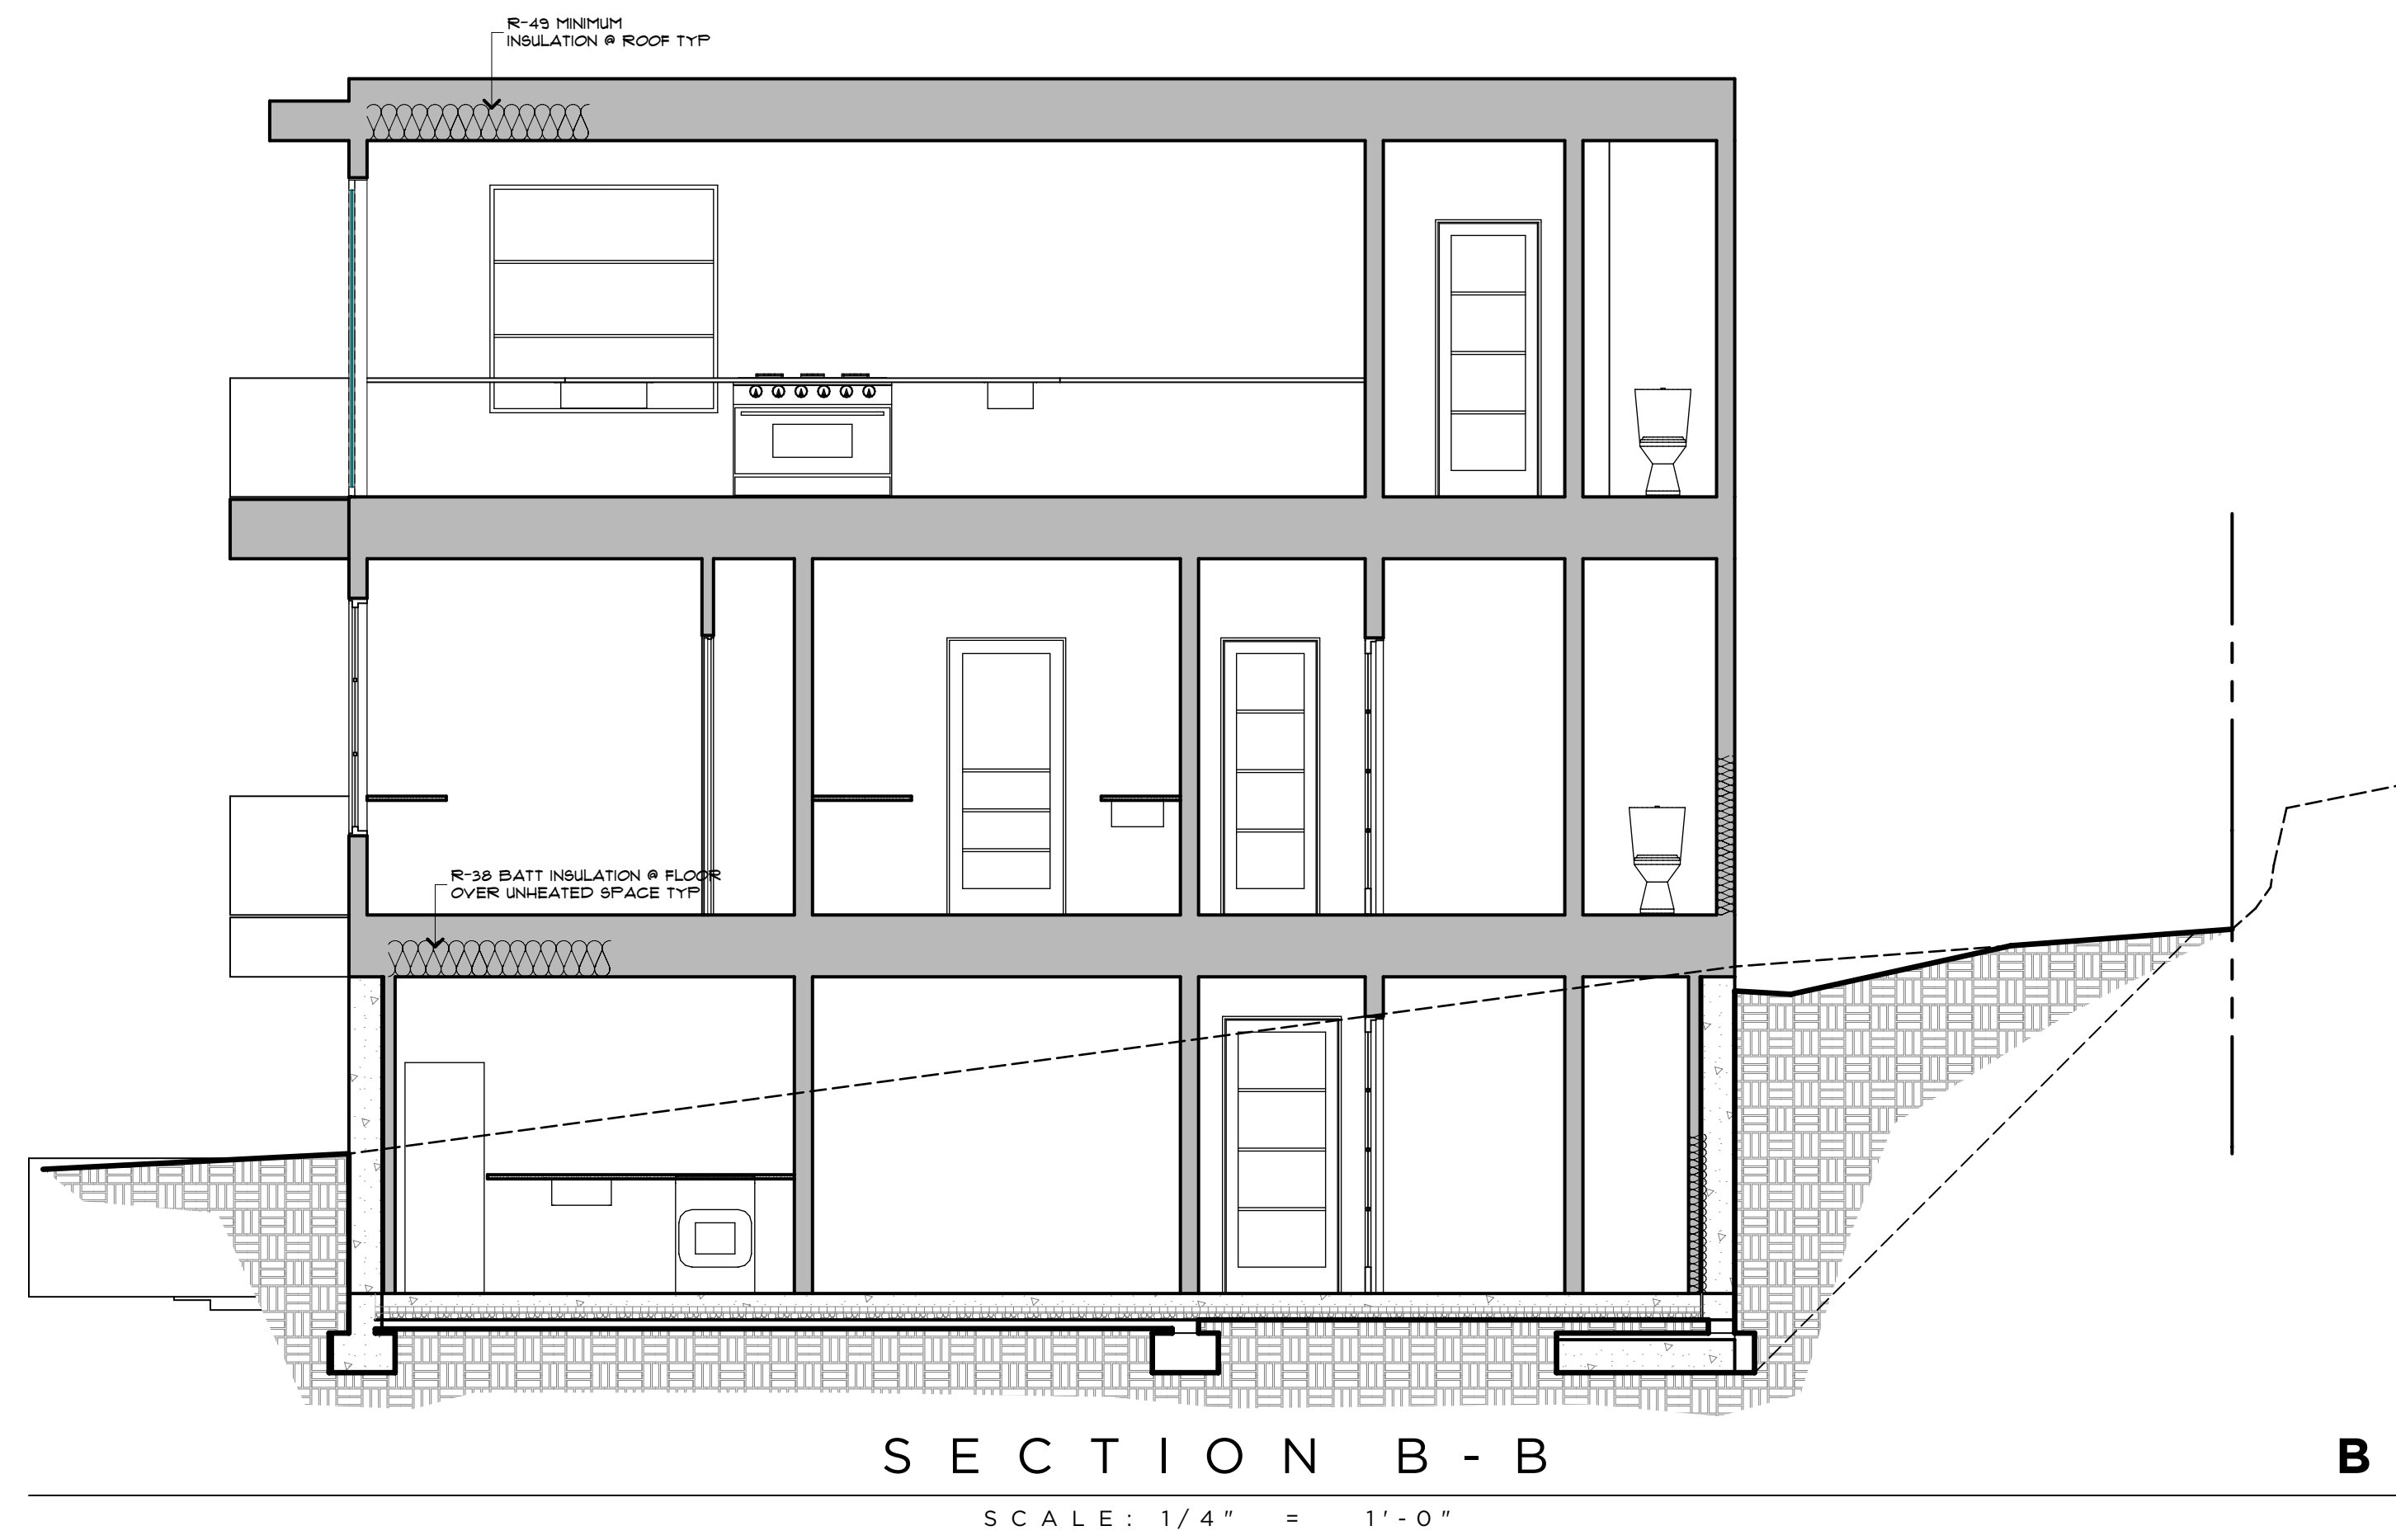 R-49 MINIMUM
INSULATION @ ROOF TYP
R-38 BATT INSULATION @ FLOOR
OVER UNHEATED SPACE TYP
SECTION B-B
B
SCALE: 1/4" = 1'-0"